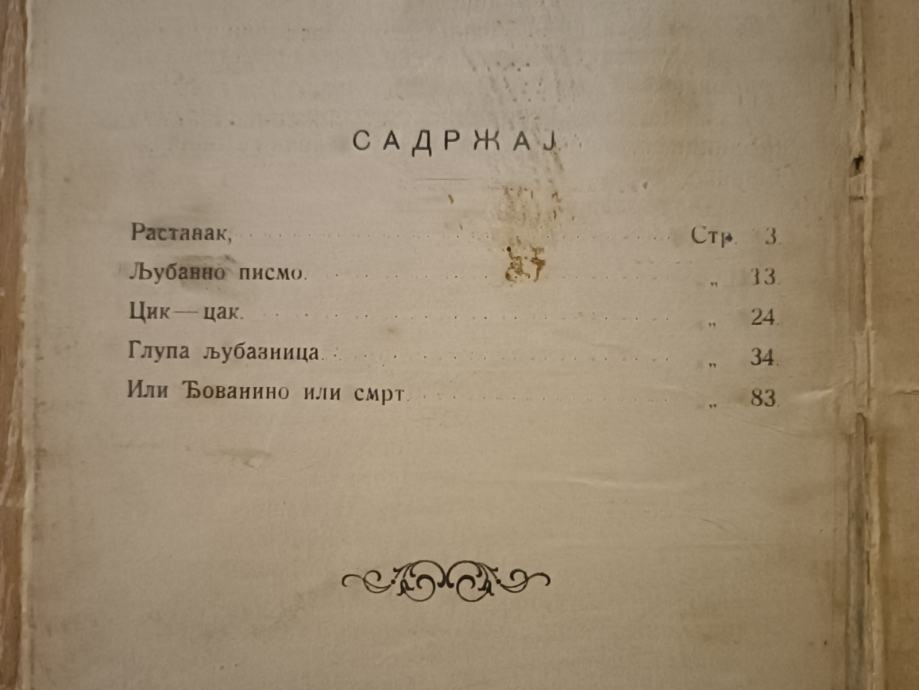 САДРЖАЈ
Растанак, Стр. 3.
Љубавно писмо. „ 13.
Цик — цак. „ 24.
Глупа љубазница. „ 34.
Или Ђованино или смрт. „ 83.